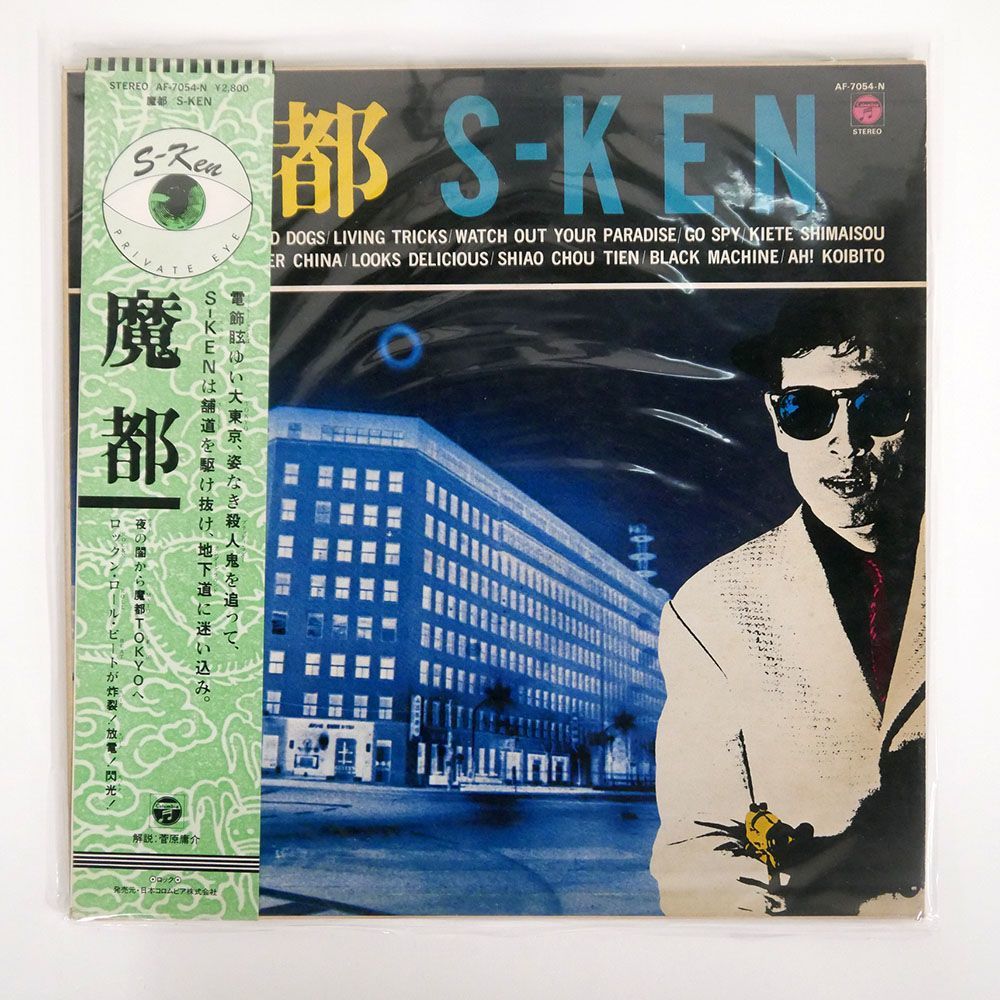 STEREO AF-7054-N ¥2,800
魔都 S-KEN
S-Ken
PRIVATE EYE
魔都
電飾眩ゆい大東京、姿なき殺人鬼を追って、
S-KENは舗道を駆け抜け、地下道に迷い込み。
夜の闇から魔都TOKYOへ
ロックン・ロール・ビートが炸裂!放電!閃光!
Columbia
解説:菅原庸介
◎ロック◎
発売元・日本コロムビア株式会社
都 S-KEN
AF-7054-N
Columbia
STEREO
DOGS/LIVING TRICKS/WATCH OUT YOUR PARADISE/GO SPY/KIETE SHIMAISOU
CHINA/LOOKS DELICIOUS/SHIAO CHOU TIEN/BLACK MACHINE/AH! KOIBITO